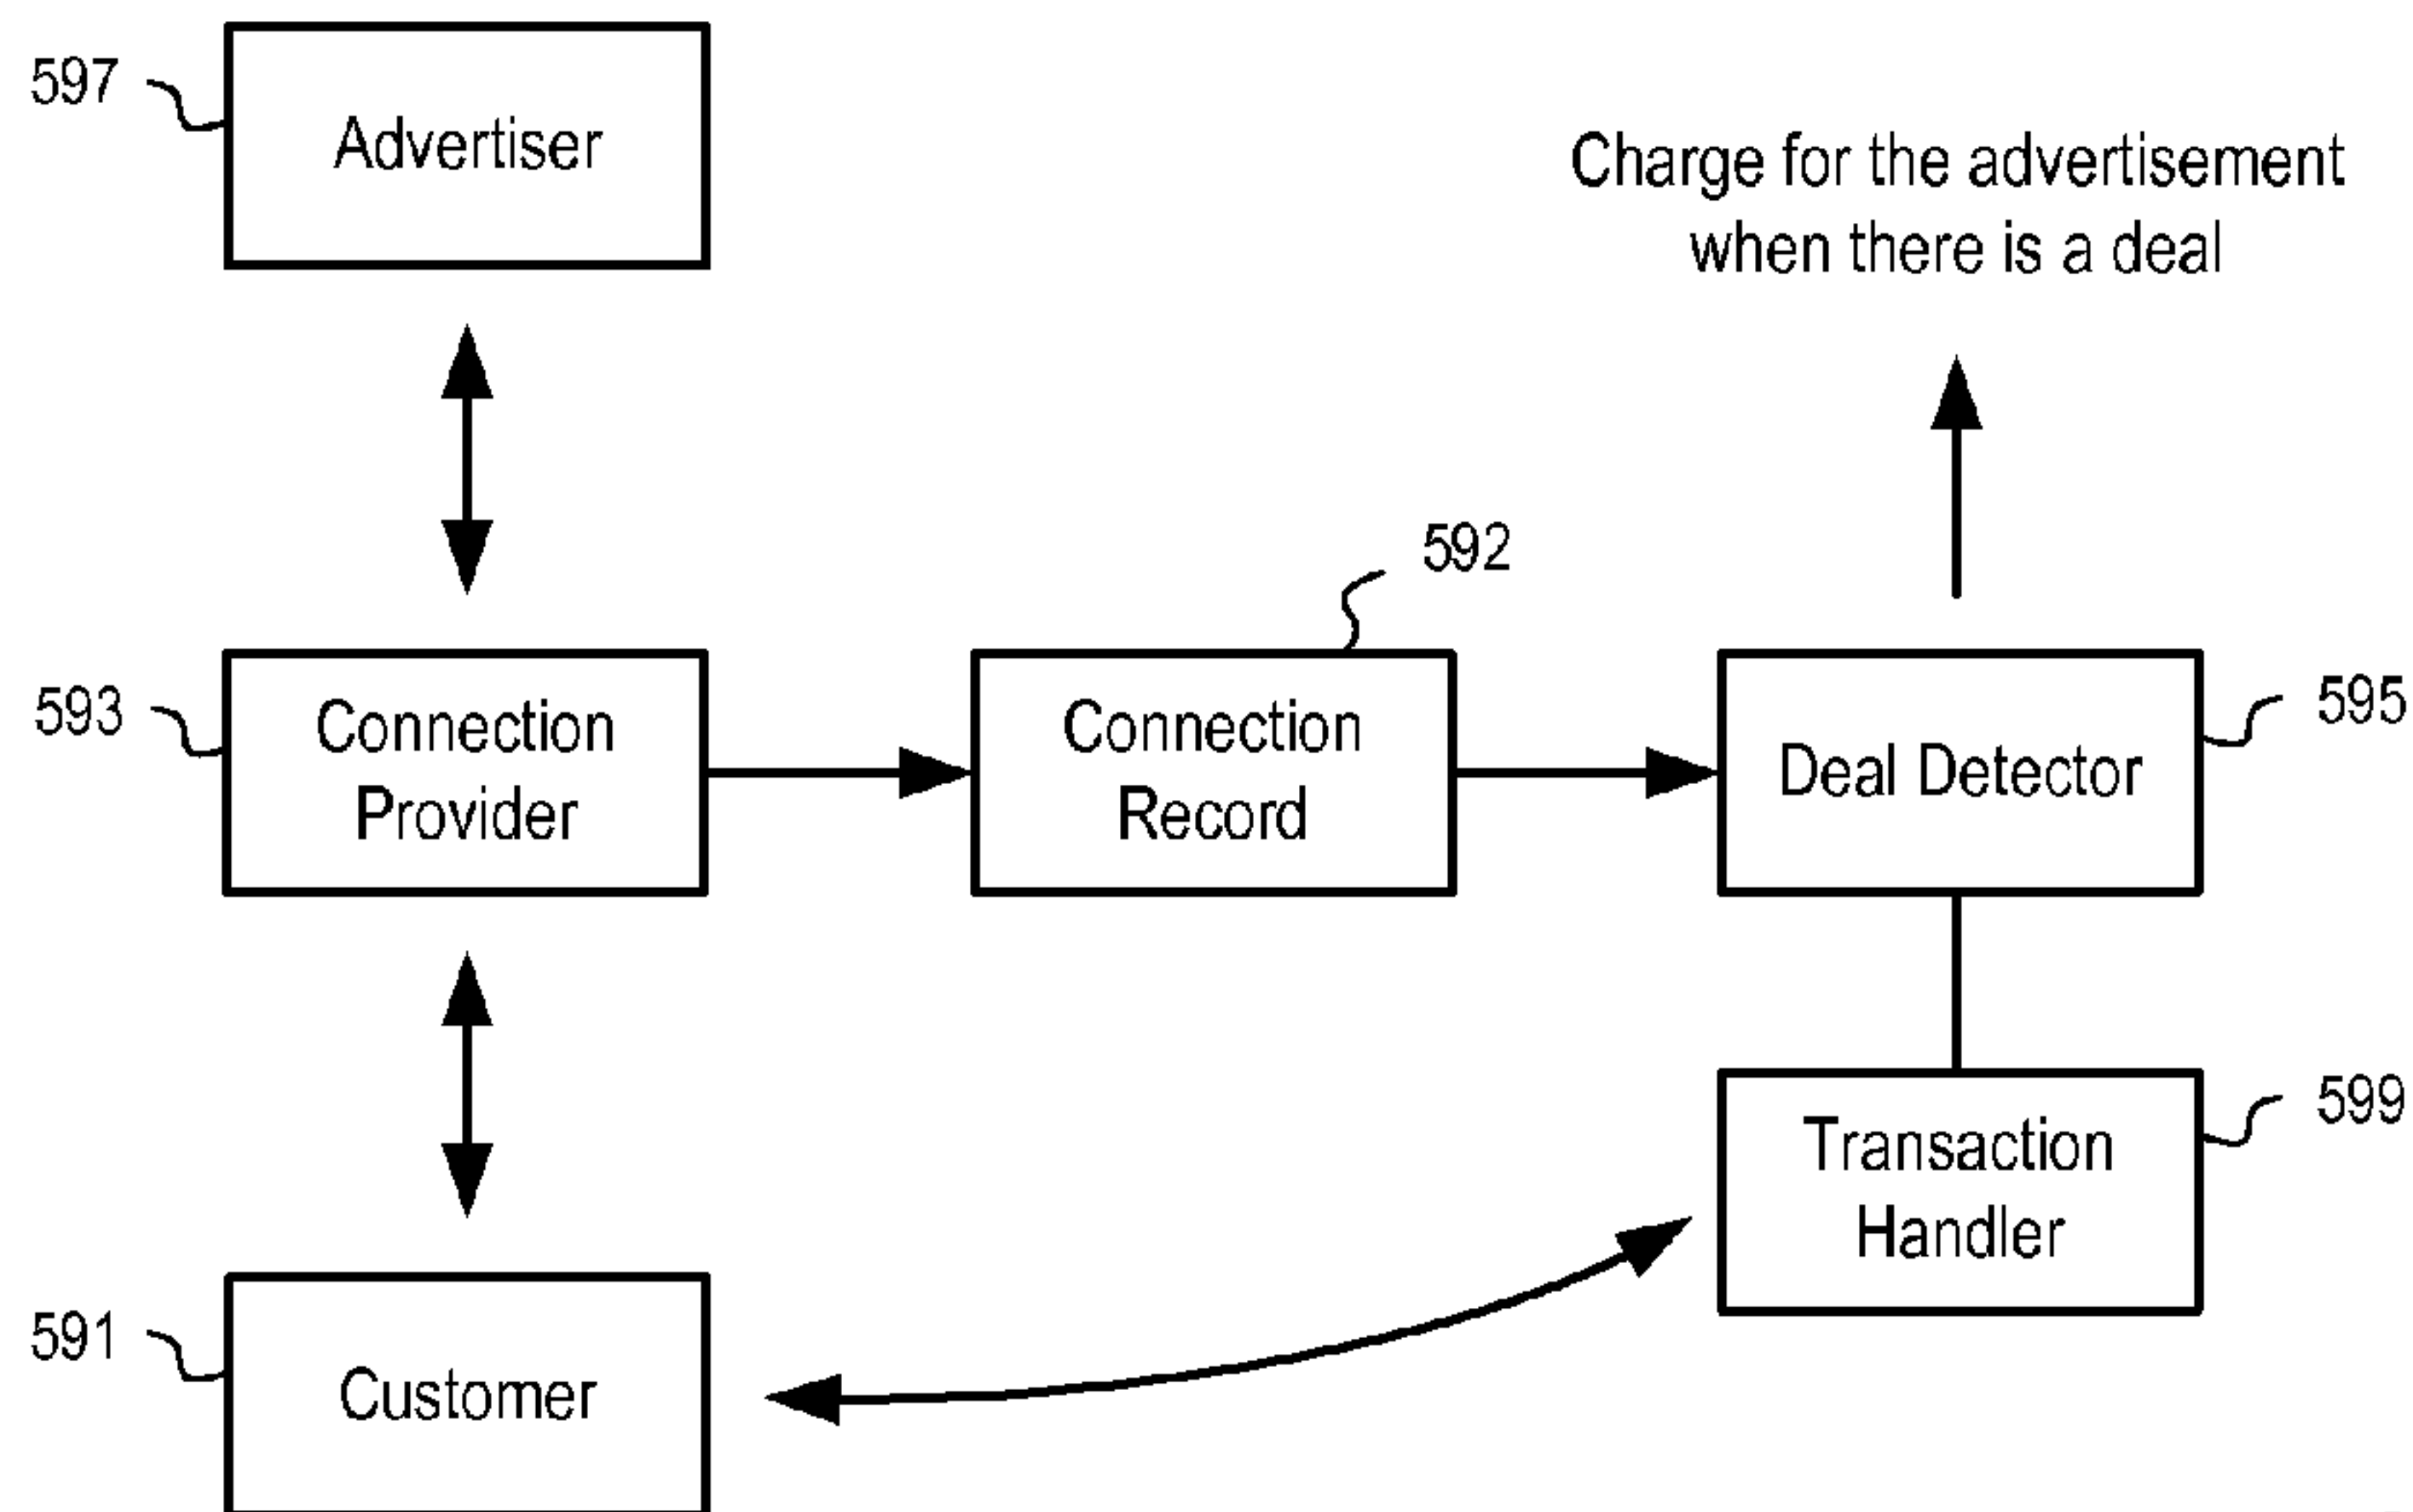 597
Advertiser
Charge for the advertisement
when there is a deal
592
593
Connection
Provider
Connection
Record
Deal Detector
595
Transaction
Handler
599
591
Customer